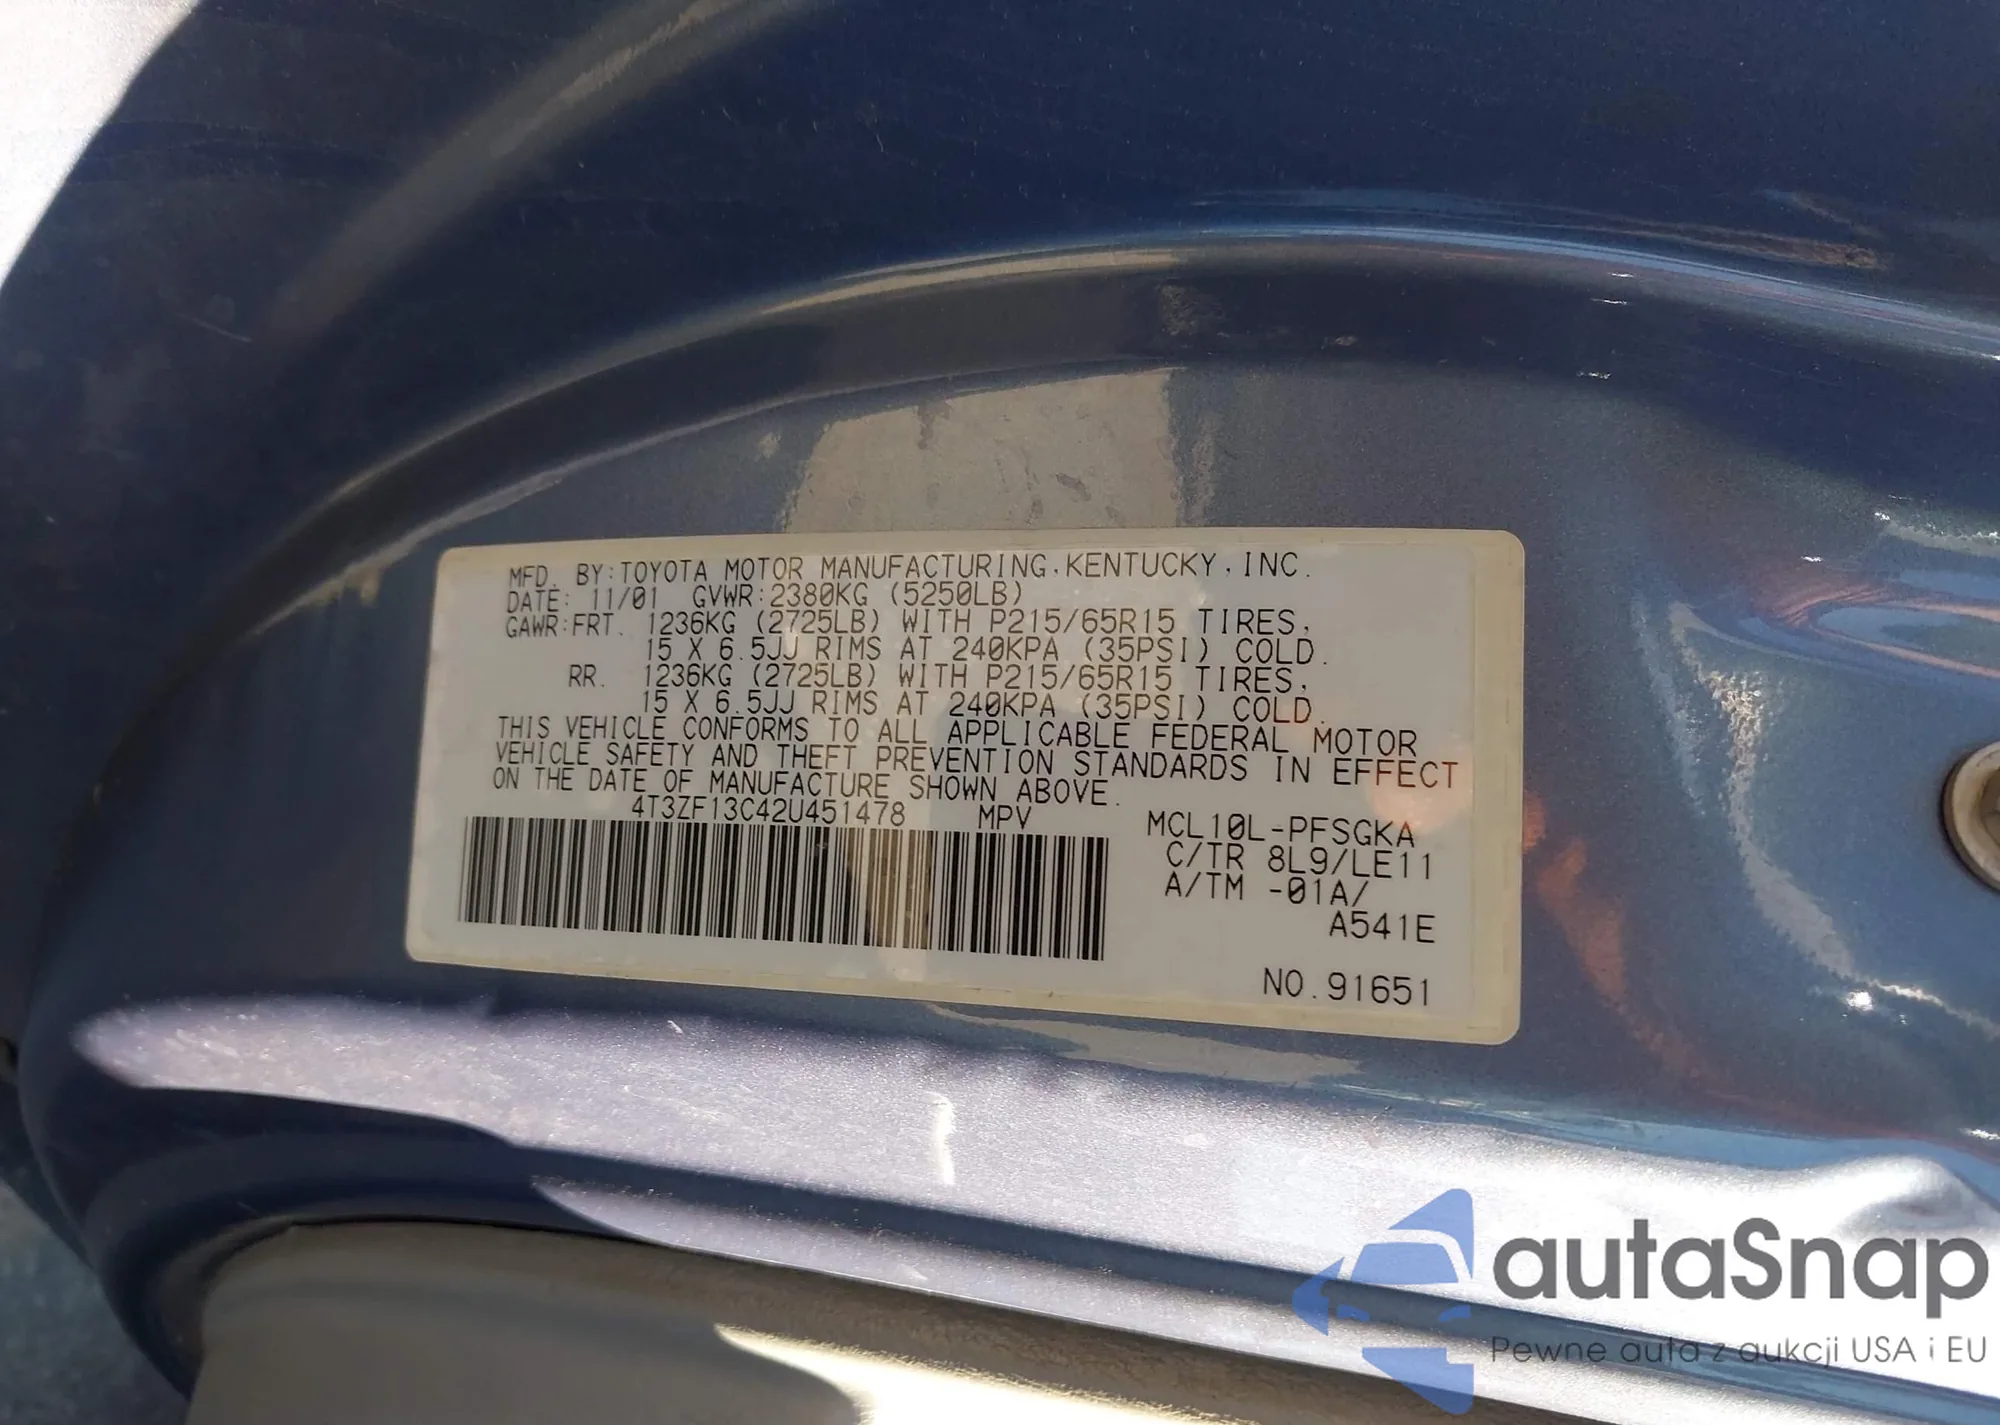 MFD. BY:TOYOTA MOTOR MANUFACTURING,KENTUCKY,INC.
DATE: 11/01 GVWR:2380KG (5250LB)
GAWR:FRT. 1236KG (2725LB) WITH P215/65R15 TIRES,
15 X 6.5JJ RIMS AT 240KPA (35PSI) COLD.
RR. 1236KG (2725LB) WITH P215/65R15 TIRES,
15 X 6.5JJ RIMS AT 240KPA (35PSI) COLD.
THIS VEHICLE CONFORMS TO ALL APPLICABLE FEDERAL MOTOR
VEHICLE SAFETY AND THEFT PREVENTION STANDARDS IN EFFECT
ON THE DATE OF MANUFACTURE SHOWN ABOVE.
4T3ZF13C42U451478 MPV
MCL10L-PFSGKA
C/TR 8L9/LE11
A/TM -01A/
A541E
NO.91651
autaSnap
Pewne auta z aukcji USA i EU